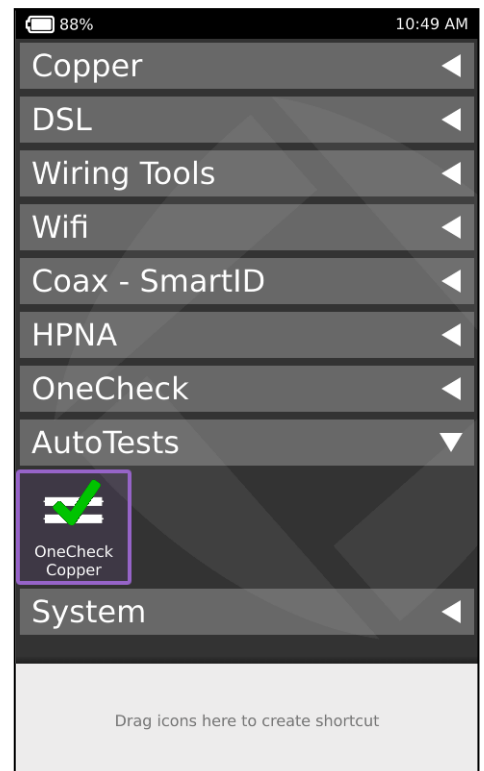 88% 10:49 AM
Copper
DSL
Wiring Tools
Wifi
Coax - SmartID
HPNA
OneCheck
AutoTests
OneCheck
Copper
System
Drag icons here to create shortcut